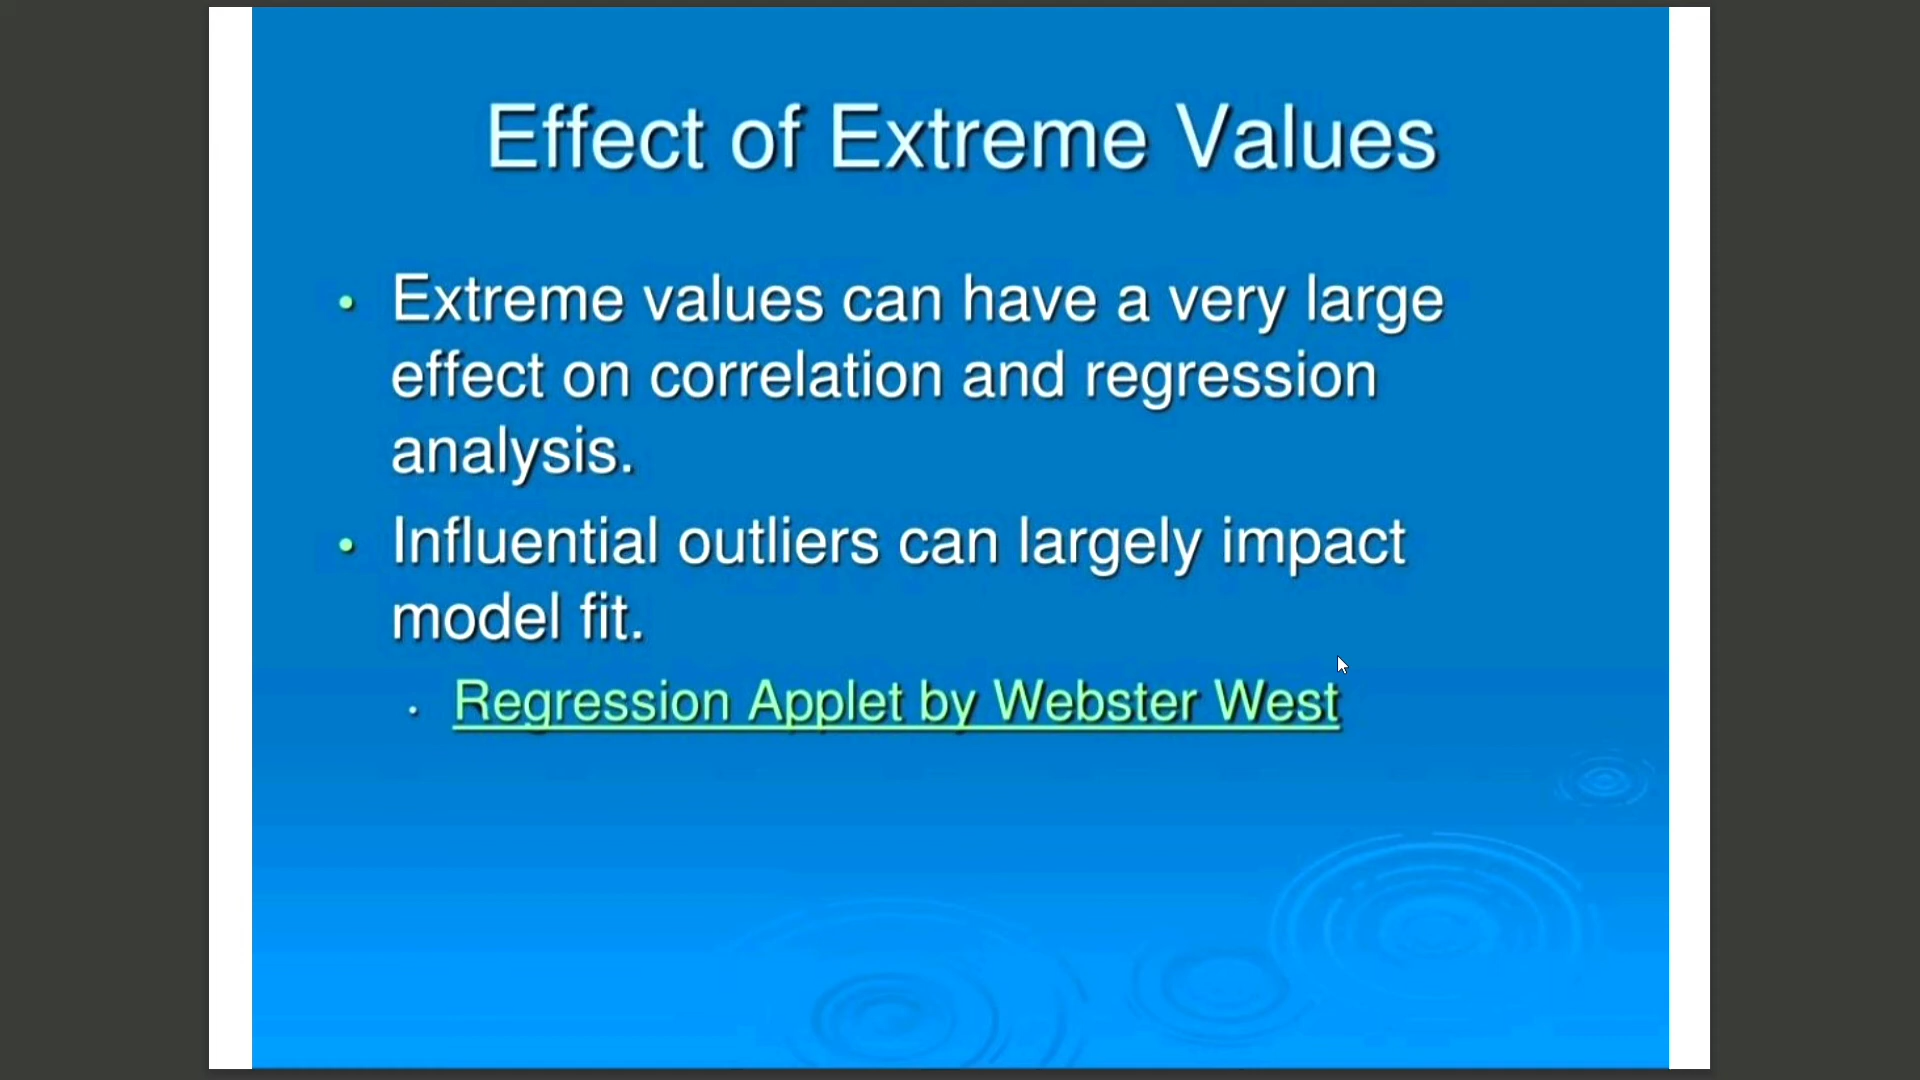 Effect of Extreme Values
• Extreme values can have a very large
effect on correlation and regression
analysis.
• Influential outliers can largely impact
model fit.
• Regression Applet by Webster West